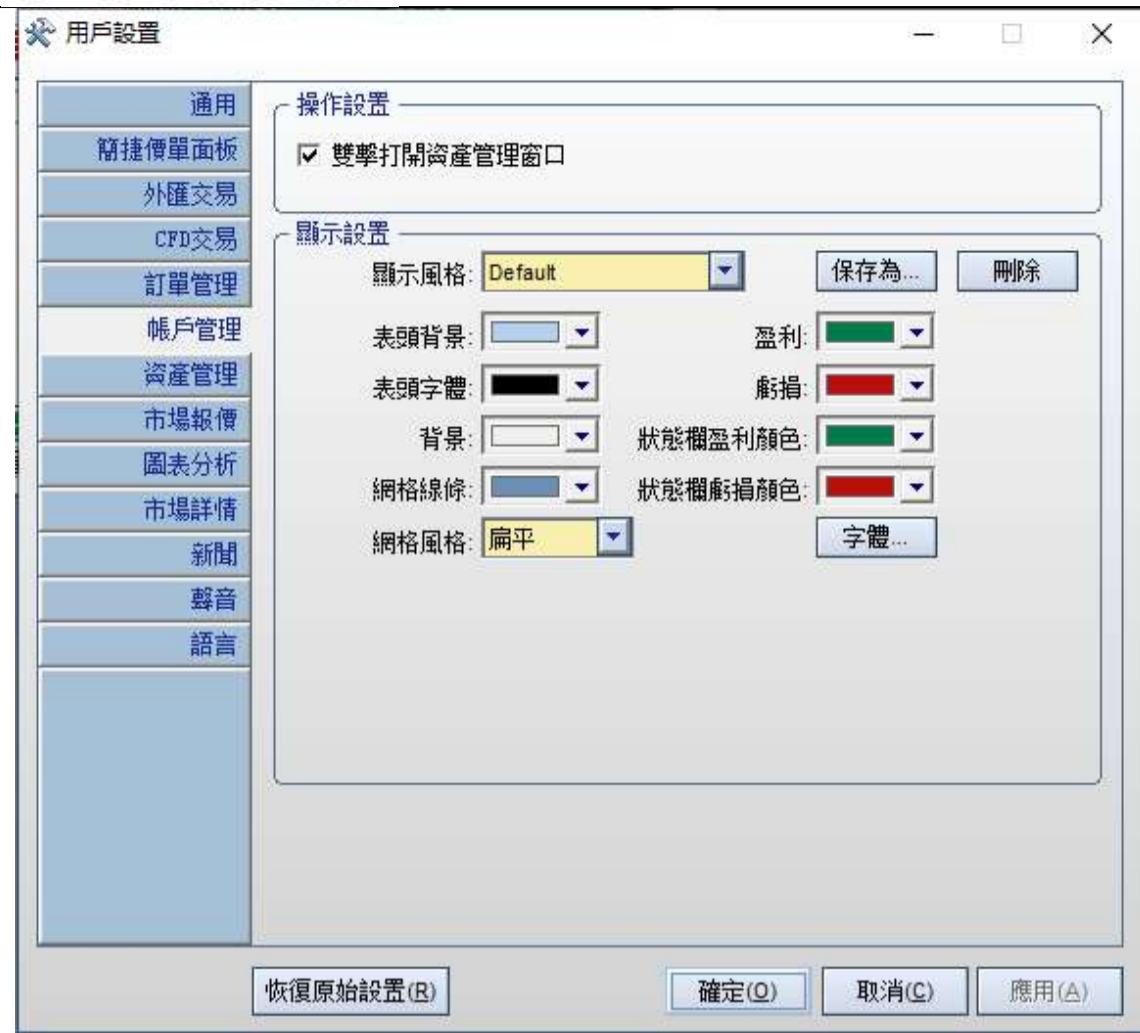 用戶設置
通用
簡捷價單面板
外匯交易
CFD交易
訂單管理
帳戶管理
資產管理
市場報價
圖表分析
市場詳情
新聞
聲音
語言
操作設置
雙擊打開資產管理窗口
顯示設置
顯示風格: Default 保存為... 刪除
表頭背景: 盈利:
表頭字體: 虧損:
背景: 狀態欄盈利顏色:
網格線條: 狀態欄虧損顏色:
網格風格: 扁平 字體...
恢復原始設置(R) 確定(O) 取消(C) 應用(A)